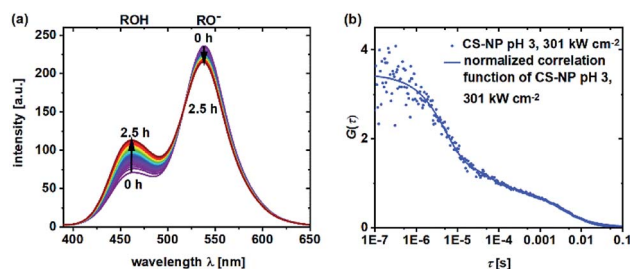 (a)
ROH
RO⁻
250
200
150
100
50
0
intensity [a.u.]
0 h
2.5 h
2.5 h
0 h
400
450
500
550
600
650
wavelength λ [nm]
(b)
4
2
0
G(τ)
CS-NP pH 3, 301 kW cm⁻²
normalized correlation
function of CS-NP pH 3,
301 kW cm⁻²
1E-7
1E-6
1E-5
1E-4
0.001
0.01
0.1
τ [s]